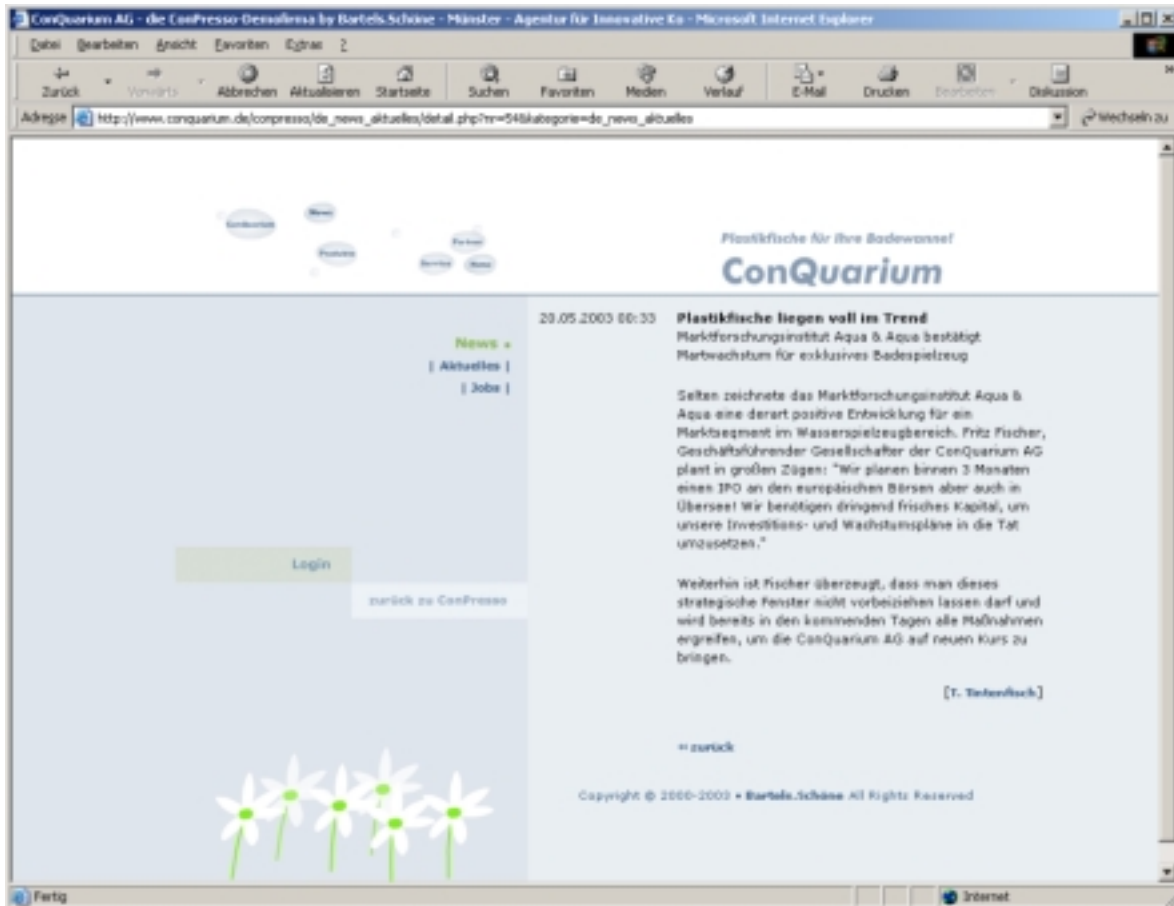 ConQuarium AG - die ConPresso-Demofirma by Bartels.Schöne - Münster - Agentur für Innovative Ko - Microsoft Internet Explorer
Datei Bearbeiten Ansicht Favoriten Extras ?
Zurück Vorwärts Abbrechen Aktualisieren Startseite Suchen Favoriten Medien Verlauf E-Mail Drucken Bearbeiten Diskussion
Adresse http://www.conquarium.de/conpresso/de_news_aktuelles/detail.php?nr=54&kategorie=de_news_aktuelles Wechseln zu
ConQuarium
News
Produkte
Partner
Service
Home
Plastikfische für Ihre Badewanne!
ConQuarium
News
| Aktuelles |
| Jobs |
Login
zurück zu ConPresso
20.05.2003 00:33
Plastikfische liegen voll im Trend
Marktforschungsinstitut Aqua & Aqua bestätigt
Martwachstum für exklusives Badespielzeug
Selten zeichnete das Marktforschungsinstitut Aqua &
Aqua eine derart positive Entwicklung für ein
Marktsegment im Wasserspielzeugbereich. Fritz Fischer,
Geschäftsführender Gesellschafter der ConQuarium AG
plant in großen Zügen: "Wir planen binnen 3 Monaten
einen IPO an den europäischen Börsen aber auch in
Übersee! Wir benötigen dringend frisches Kapital, um
unsere Investitions- und Wachstumspläne in die Tat
umzusetzen."
Weiterhin ist Fischer überzeugt, dass man dieses
strategische Fenster nicht vorbeiziehen lassen darf und
wird bereits in den kommenden Tagen alle Maßnahmen
ergreifen, um die ConQuarium AG auf neuen Kurs zu
bringen.
[T. Tintenfisch]
« zurück
Copyright © 2000-2003 • Bartels.Schöne All Rights Reserved
Fertig
Internet